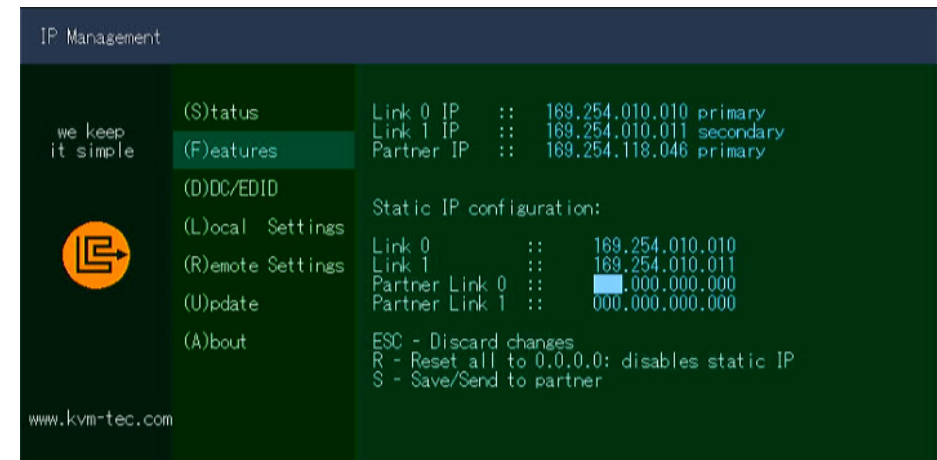 IP Management
we keep
it simple
www.kvm-tec.com
(S)tatus
(F)eatures
(D)DC/EDID
(L)ocal Settings
(R)emote Settings
(U)pdate
(A)bout
Link 0 IP :: 169.254.010.010 primary
Link 1 IP :: 169.254.010.011 secondary
Partner IP :: 169.254.118.046 primary
Static IP configuration:
Link 0 :: 169.254.010.010
Link 1 :: 169.254.010.011
Partner Link 0 :: .000.000.000
Partner Link 1 :: 000.000.000.000
ESC - Discard changes
R - Reset all to 0.0.0.0: disables static IP
S - Save/Send to partner